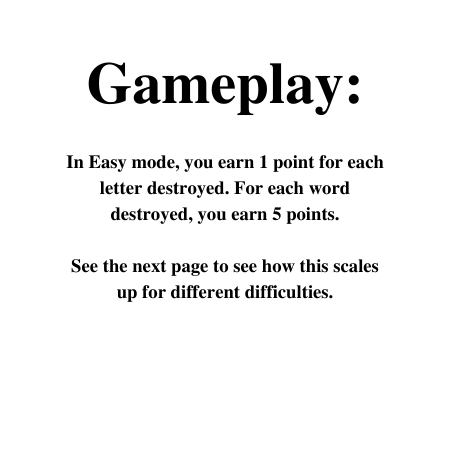 Gameplay:
In Easy mode, you earn 1 point for each
letter destroyed. For each word
destroyed, you earn 5 points.
See the next page to see how this scales
up for different difficulties.